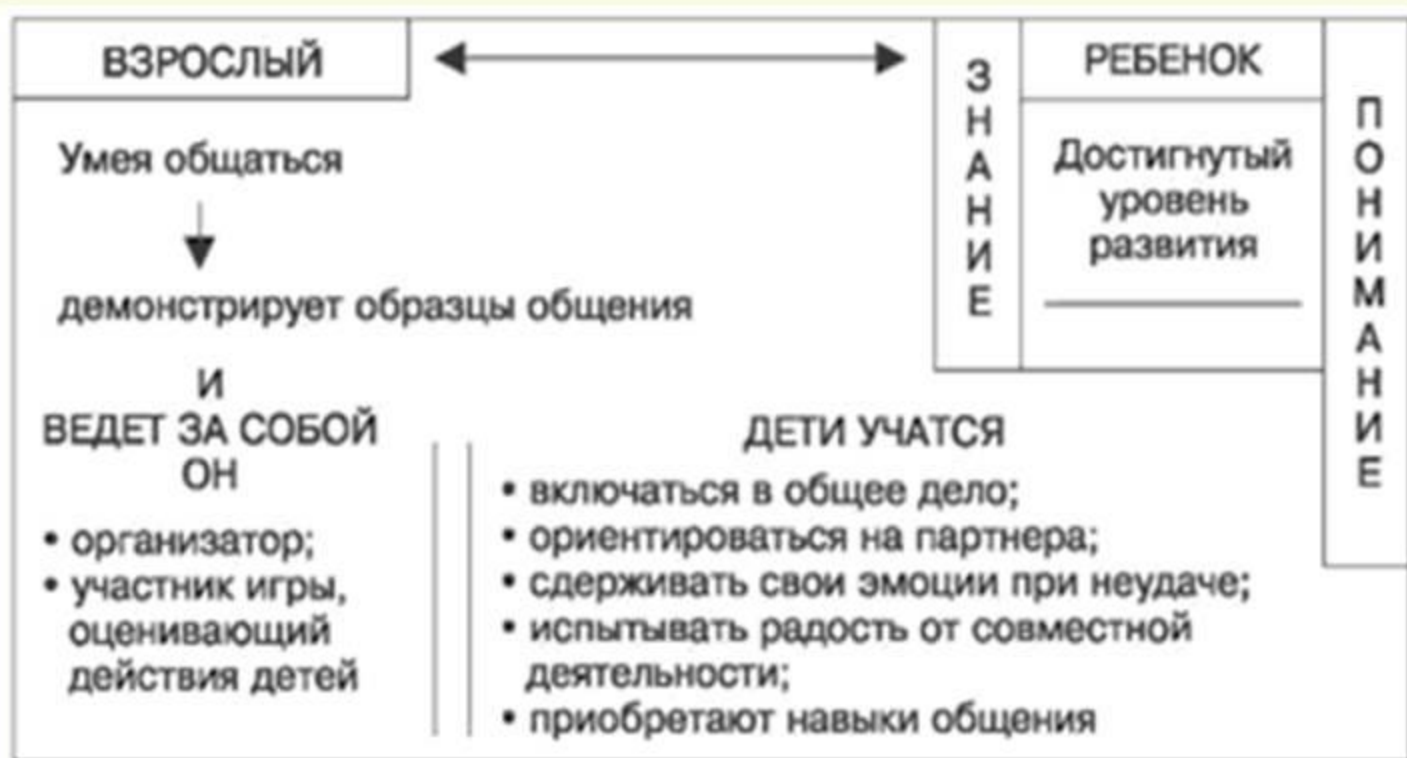 ВЗРОСЛЫЙ
Умея общаться
демонстрирует образцы общения
И
ВЕДЕТ ЗА СОБОЙ
ОН
• организатор;
• участник игры,
оценивающий
действия детей
ЗНАНИЕ
РЕБЕНОК
Достигнутый
уровень
развития
ПОНИМАНИЕ
ДЕТИ УЧАТСЯ
• включаться в общее дело;
• ориентироваться на партнера;
• сдерживать свои эмоции при неудаче;
• испытывать радость от совместной
деятельности;
• приобретают навыки общения